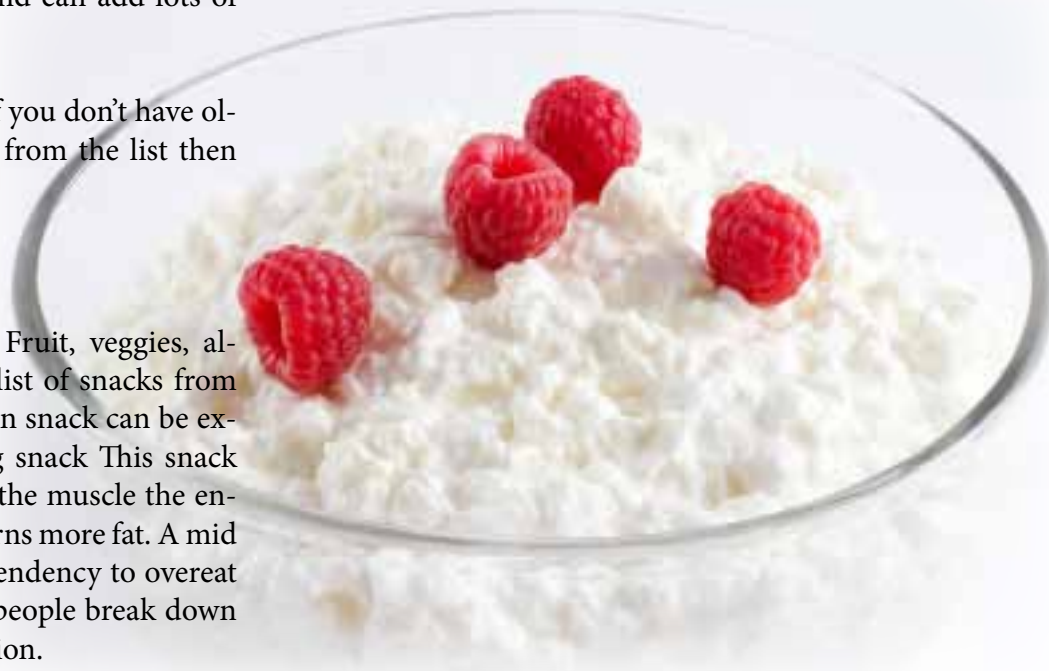 nd can add lots of
f you don’t have ol-
from the list then
Fruit, veggies, al-
list of snacks from
n snack can be ex-
g snack This snack
the muscle the en-
rns more fat. A mid
endency to overeat
people break down
ion.